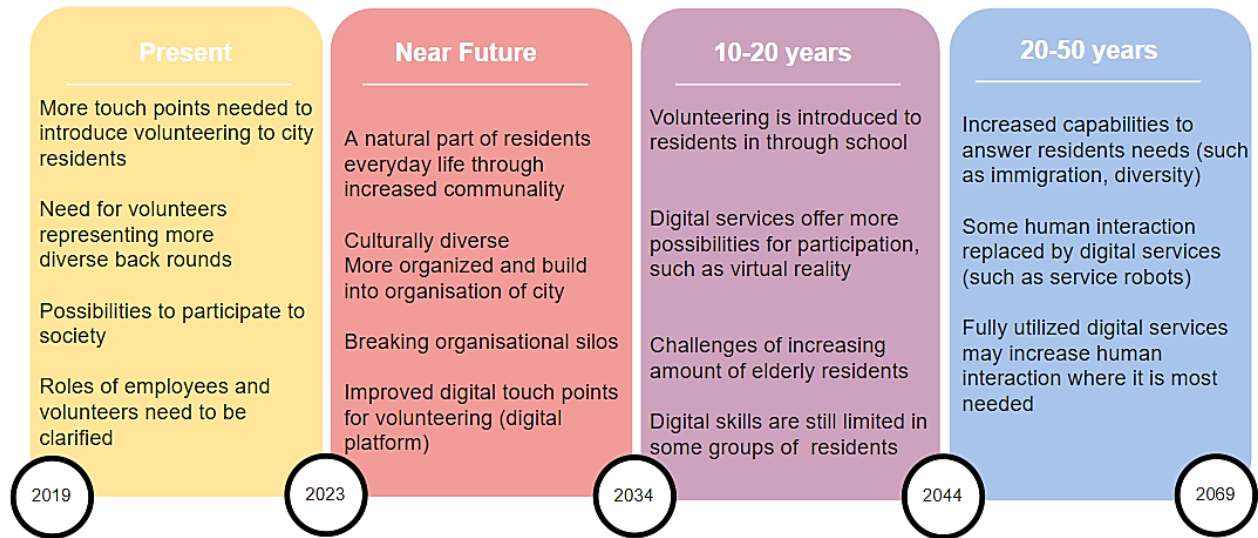 Present
More touch points needed to
introduce volunteering to city
residents
Need for volunteers
representing more
diverse back rounds
Possibilities to participate to
society
Roles of employees and
volunteers need to be
clarified
Near Future
A natural part of residents
everyday life through
increased communality
Culturally diverse
More organized and build
into organisation of city
Breaking organisational silos
Improved digital touch points
for volunteering (digital
platform)
10-20 years
Volunteering is introduced to
residents in through school
Digital services offer more
possibilities for participation,
such as virtual reality
Challenges of increasing
amount of elderly residents
Digital skills are still limited in
some groups of residents
20-50 years
Increased capabilities to
answer residents needs (such
as immigration, diversity)
Some human interaction
replaced by digital services
(such as service robots)
Fully utilized digital services
may increase human
interaction where it is most
needed
2019
2023
2034
2044
2069